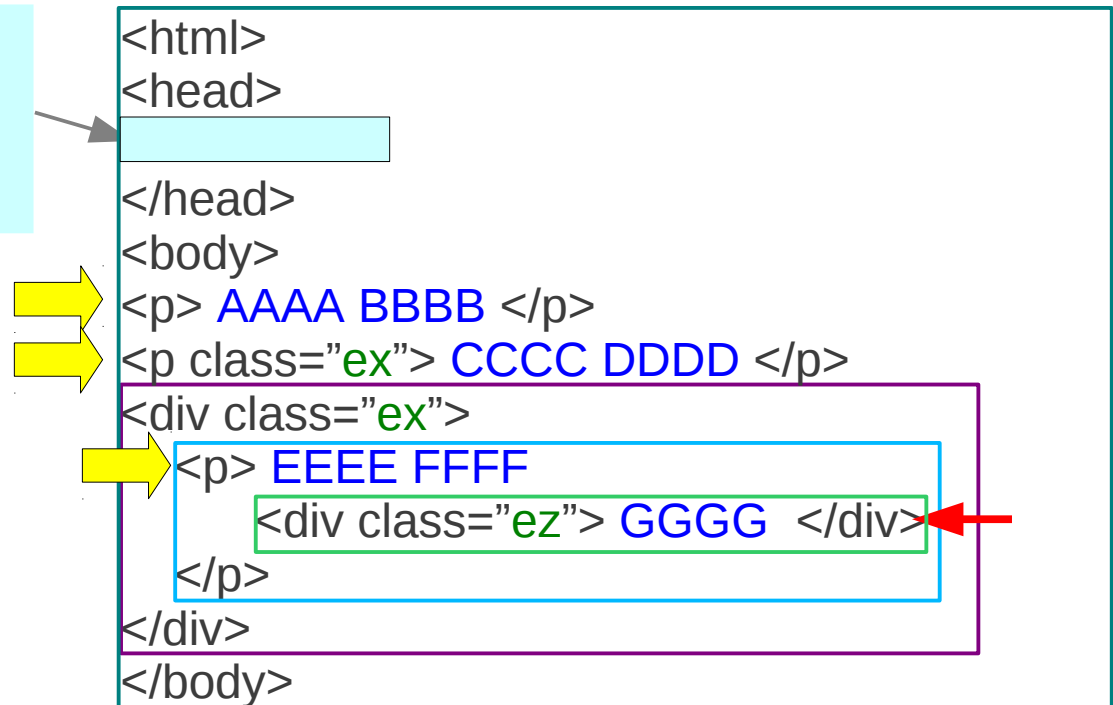 <html>
<head>
</head>
<body>
<p> AAAA BBBB </p>
<p class=”ex”> CCCC DDDD </p>
<div class=”ex”>
<p> EEEE FFFF
<div class=”ez”> GGGG </div>
</p>
</div>
</body>